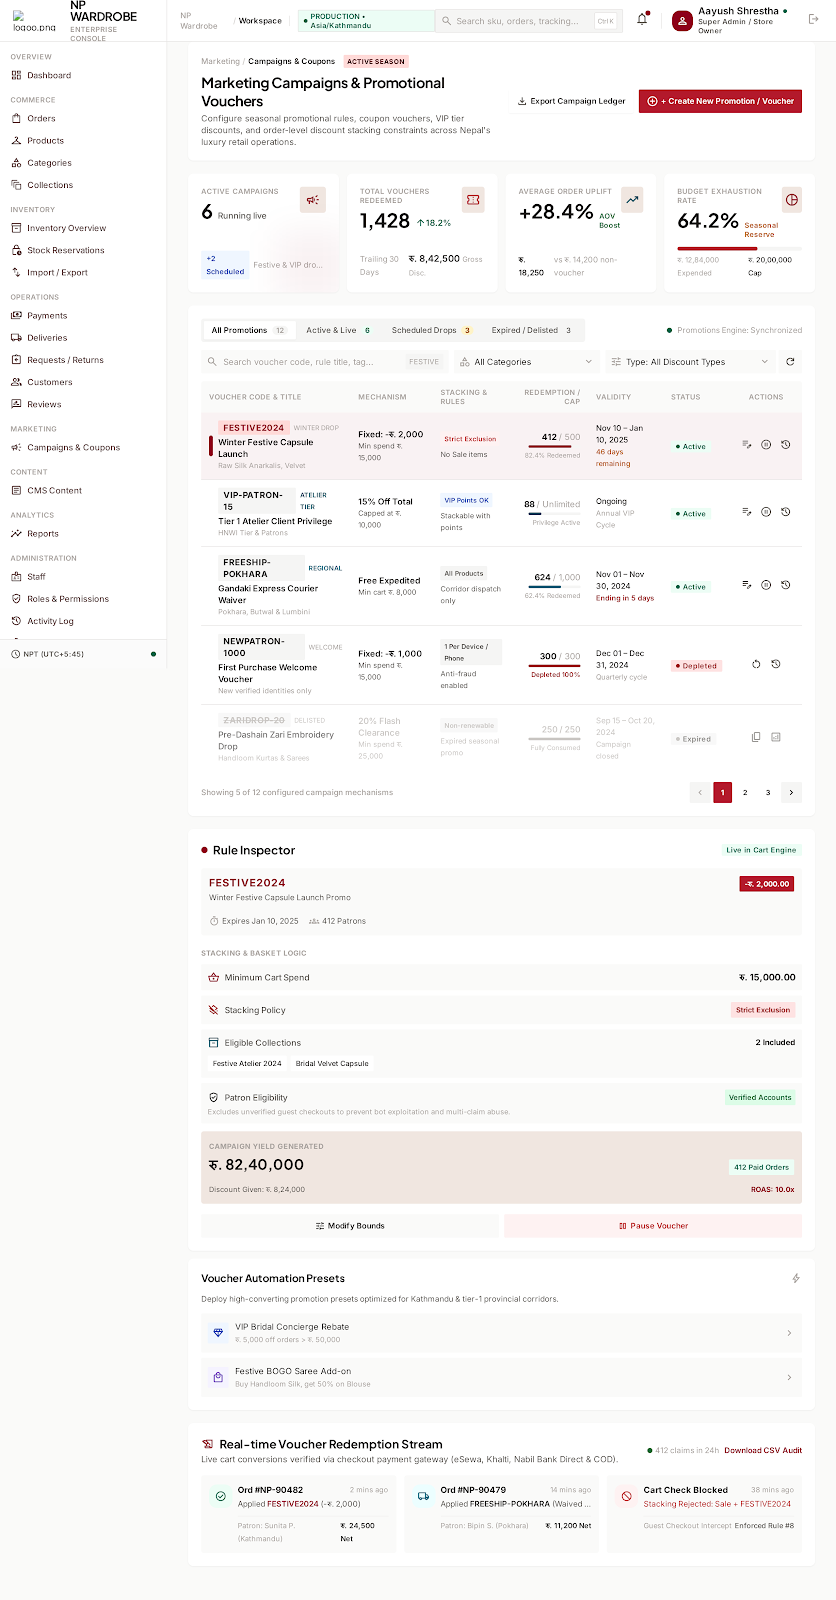 logoo.png
NP
WARDROBE
ENTERPRISE
CONSOLE
NP
Wardrobe
/ Workspace
PRODUCTION •
Asia/Kathmandu
Search sku, orders, tracking...
Ctrl K
Aayush Shrestha
Super Admin / Store
Owner
OVERVIEW
Dashboard
COMMERCE
Orders
Products
Categories
Collections
INVENTORY
Inventory Overview
Stock Reservations
Import / Export
OPERATIONS
Payments
Deliveries
Requests / Returns
Customers
Reviews
MARKETING
Campaigns & Coupons
CONTENT
CMS Content
ANALYTICS
Reports
ADMINISTRATION
Staff
Roles & Permissions
Activity Log
NPT (UTC+5:45)
Marketing / Campaigns & Coupons ACTIVE SEASON
Marketing Campaigns & Promotional
Vouchers
Configure seasonal promotional rules, coupon vouchers, VIP tier
discounts, and order-level discount stacking constraints across Nepal's
luxury retail operations.
Export Campaign Ledger
+ Create New Promotion / Voucher
ACTIVE CAMPAIGNS
6 Running live
+2
Scheduled
Festive & VIP dro...
TOTAL VOUCHERS
REDEEMED
1,428 ↑18.2%
Trailing 30
Days
रु. 8,42,500 Gross
Disc.
AVERAGE ORDER UPLIFT
+28.4% AOV
Boost
रु.
18,250
vs रु. 14,200 non-
voucher
BUDGET EXHAUSTION
RATE
64.2% Seasonal
Reserve
रु. 12,84,000
Expended
रु. 20,00,000
Cap
All Promotions 12
Active & Live 6
Scheduled Drops 3
Expired / Delisted 3
Promotions Engine: Synchronized
Search voucher code, rule title, tag...
FESTIVE
All Categories
Type: All Discount Types
VOUCHER CODE & TITLE
MECHANISM
STACKING &
RULES
REDEMPTION /
CAP
VALIDITY
STATUS
ACTIONS
FESTIVE2024 WINTER DROP
Winter Festive Capsule
Launch
Raw Silk Anarkalis, Velvet
Fixed: -रु. 2,000
Min spend रु.
15,000
Strict Exclusion
No Sale items
412 / 500
82.4% Redeemed
Nov 10 – Jan
10, 2025
46 days
remaining
Active
VIP-PATRON-
15
ATELIER
TIER
Tier 1 Atelier Client Privilege
HNWI Tier & Patrons
15% Off Total
Capped at रु.
10,000
VIP Points OK
Stackable with
points
88 / Unlimited
Privilege Active
Ongoing
Annual VIP
Cycle
Active
FREESHIP-
POKHARA
REGIONAL
Gandaki Express Courier
Waiver
Pokhara, Butwal & Lumbini
Free Expedited
Min cart रु. 8,000
All Products
Corridor dispatch
only
624 / 1,000
62.4% Redeemed
Nov 01 – Nov
30, 2024
Ending in 5 days
Active
NEWPATRON-
1000
WELCOME
First Purchase Welcome
Voucher
New verified identities only
Fixed: -रु. 1,000
Min spend रु.
15,000
1 Per Device /
Phone
Anti-fraud
enabled
300 / 300
Depleted 100%
Dec 01 – Dec
31, 2024
Quarterly cycle
Depleted
ZARIDROP-20 DELISTED
Pre-Dashain Zari Embroidery
Drop
Handloom Kurtas & Sarees
20% Flash
Clearance
Min spend रु.
25,000
Non-renewable
Expired seasonal
promo
250 / 250
Fully Consumed
Sep 15 – Oct 20,
2024
Campaign
closed
Expired
Showing 5 of 12 configured campaign mechanisms
1 2 3
Rule Inspector
Live in Cart Engine
FESTIVE2024
-रु. 2,000.00
Winter Festive Capsule Launch Promo
Expires Jan 10, 2025
412 Patrons
STACKING & BASKET LOGIC
Minimum Cart Spend
रु. 15,000.00
Stacking Policy
Strict Exclusion
Eligible Collections
2 Included
Festive Atelier 2024
Bridal Velvet Capsule
Patron Eligibility
Verified Accounts
Excludes unverified guest checkouts to prevent bot exploitation and multi-claim abuse.
CAMPAIGN YIELD GENERATED
रु. 82,40,000
412 Paid Orders
Discount Given: रु. 8,24,000
ROAS: 10.0x
Modify Bounds
Pause Voucher
Voucher Automation Presets
Deploy high-converting promotion presets optimized for Kathmandu & tier-1 provincial corridors.
VIP Bridal Concierge Rebate
रु. 5,000 off orders > रु. 50,000
Festive BOGO Saree Add-on
Buy Handloom Silk, get 50% on Blouse
Real-time Voucher Redemption Stream
Live cart conversions verified via checkout payment gateway (eSewa, Khalti, Nabil Bank Direct & COD).
412 claims in 24h
Download CSV Audit
Ord #NP-90482
2 mins ago
Applied FESTIVE2024 (-रु. 2,000)
Patron: Sunita P.
(Kathmandu)
रु. 24,500
Net
Ord #NP-90479
14 mins ago
Applied FREESHIP-POKHARA (Waived ...
Patron: Bipin S. (Pokhara)
रु. 11,200 Net
Cart Check Blocked
38 mins ago
Stacking Rejected: Sale + FESTIVE2024
Guest Checkout Intercept
Enforced Rule #8